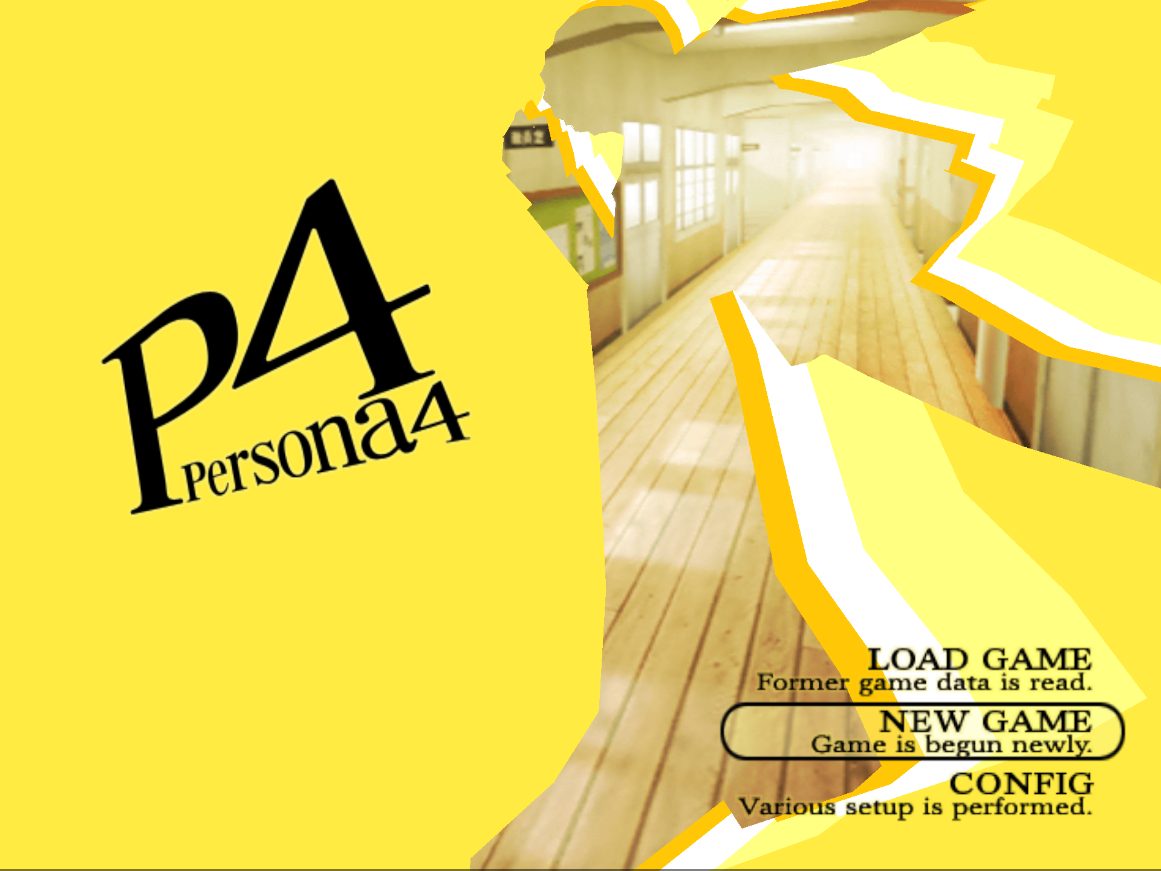 P4
Persona4
LOAD GAME
Former game data is read.
NEW GAME
Game is begun newly.
CONFIG
Various setup is performed.